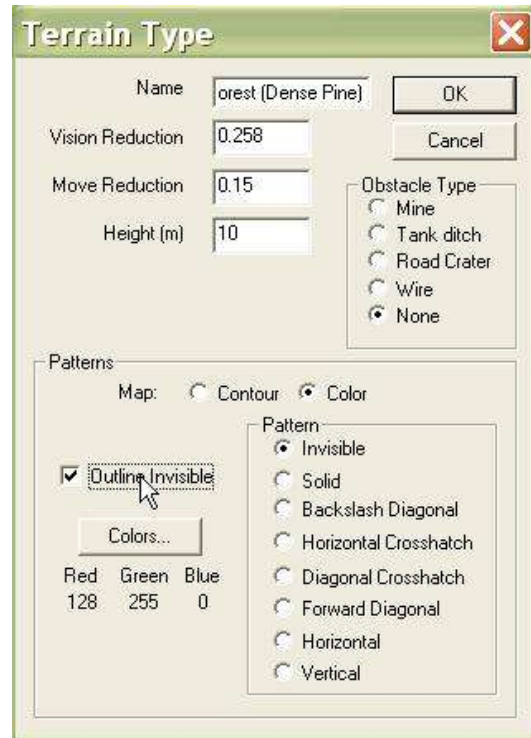 Terrain Type
Name
orest (Dense Pine)
OK
Vision Reduction
0.258
Cancel
Move Reduction
0.15
Height (m)
10
Obstacle Type
Mine
Tank ditch
Road Crater
Wire
None
Patterns
Map:
Contour
Color
Outline Invisible
Colors...
Red Green Blue
128 255 0
Pattern
Invisible
Solid
Backslash Diagonal
Horizontal Crosshatch
Diagonal Crosshatch
Forward Diagonal
Horizontal
Vertical